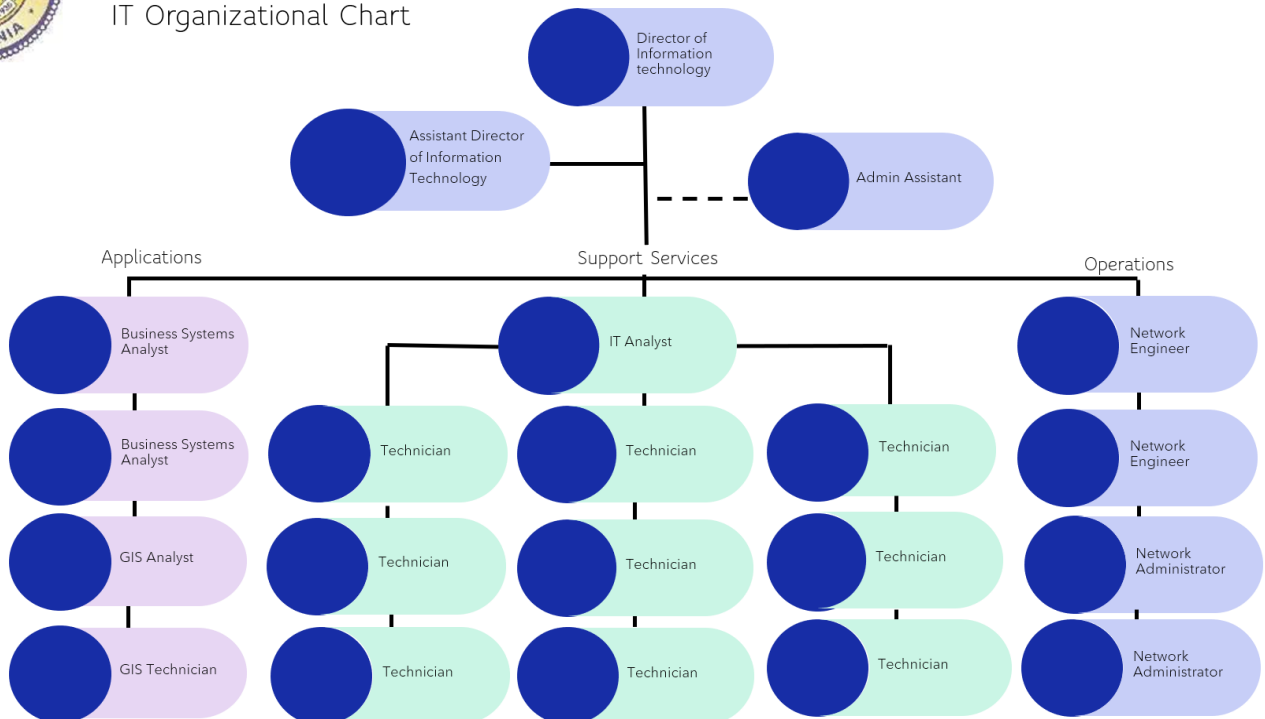 IT Organizational Chart
Director of
Information
technology
Assistant Director
of Information
Technology
Admin Assistant
Applications
Support Services
Operations
Business Systems
Analyst
IT Analyst
Network
Engineer
Business Systems
Analyst
Technician
Technician
Technician
Network
Engineer
GIS Analyst
Technician
Technician
Technician
Network
Administrator
GIS Technician
Technician
Technician
Technician
Network
Administrator